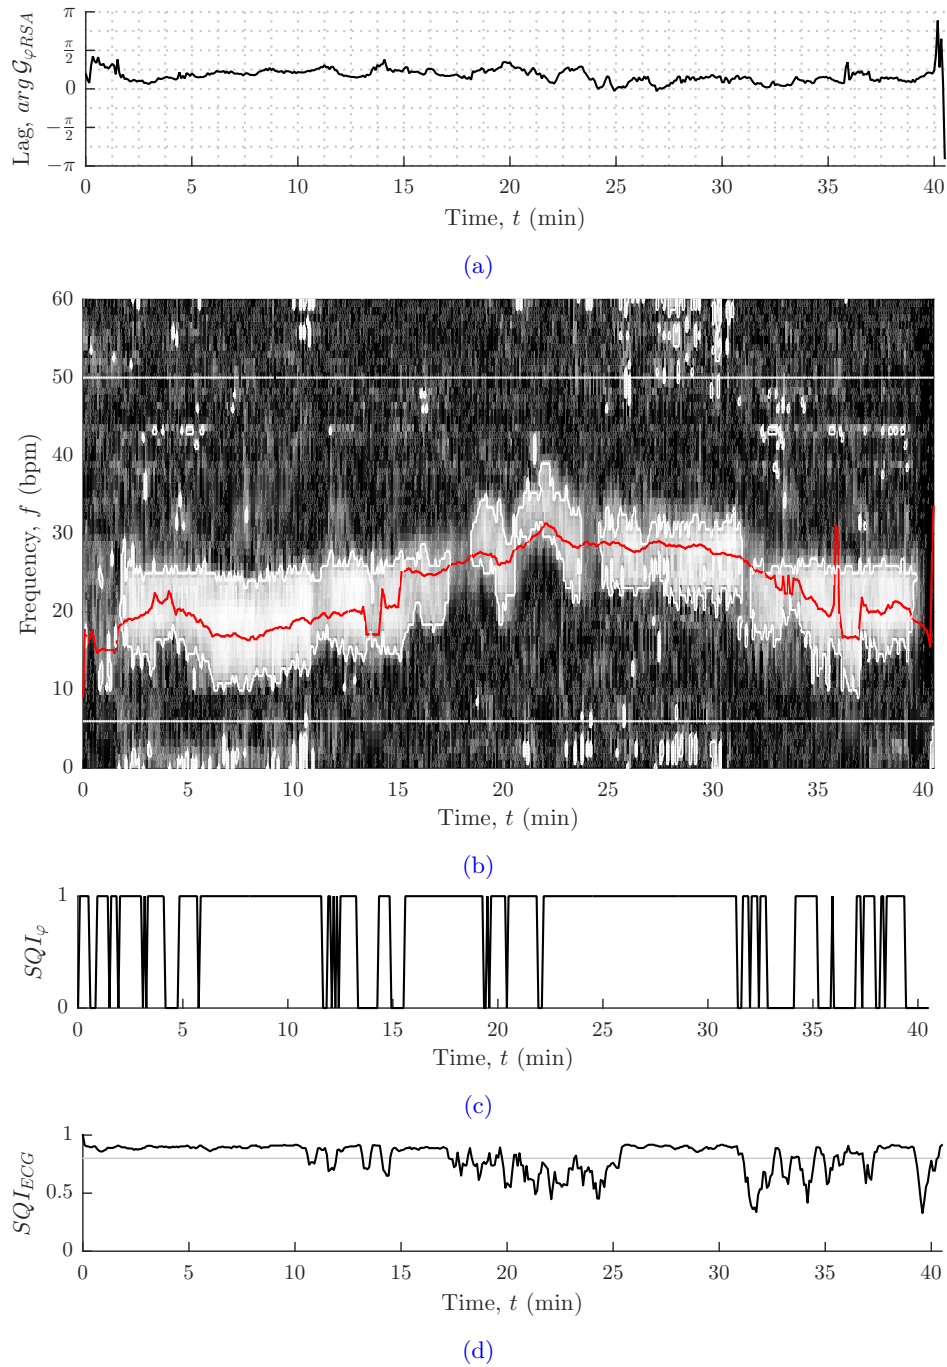 π
π/2
0
−π/2
−π
Lag, arg 𝒢φRSA
0 5 10 15 20 25 30 35 40
Time, t (min)
(a)
60
50
40
30
20
10
0
Frequency, f (bpm)
0 5 10 15 20 25 30 35 40
Time, t (min)
(b)
1
0
SQIφ
0 5 10 15 20 25 30 35 40
Time, t (min)
(c)
1
0.5
0
SQIECG
0 5 10 15 20 25 30 35 40
Time, t (min)
(d)